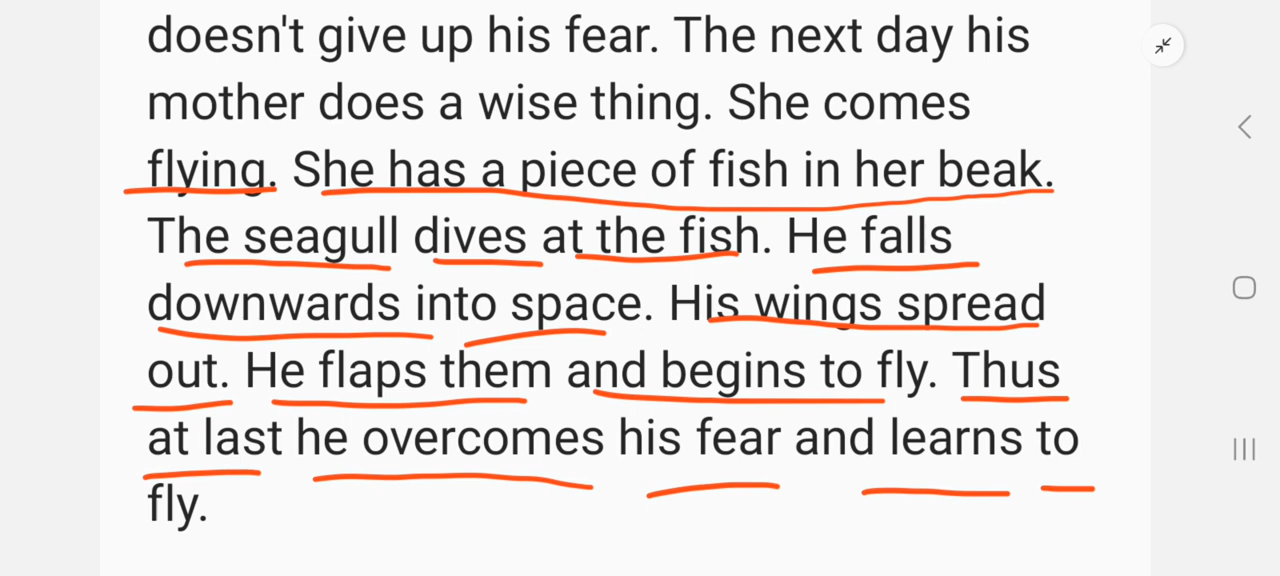 doesn't give up his fear. The next day his
mother does a wise thing. She comes
flying. She has a piece of fish in her beak.
The seagull dives at the fish. He falls
downwards into space. His wings spread
out. He flaps them and begins to fly. Thus
at last he overcomes his fear and learns to
fly.